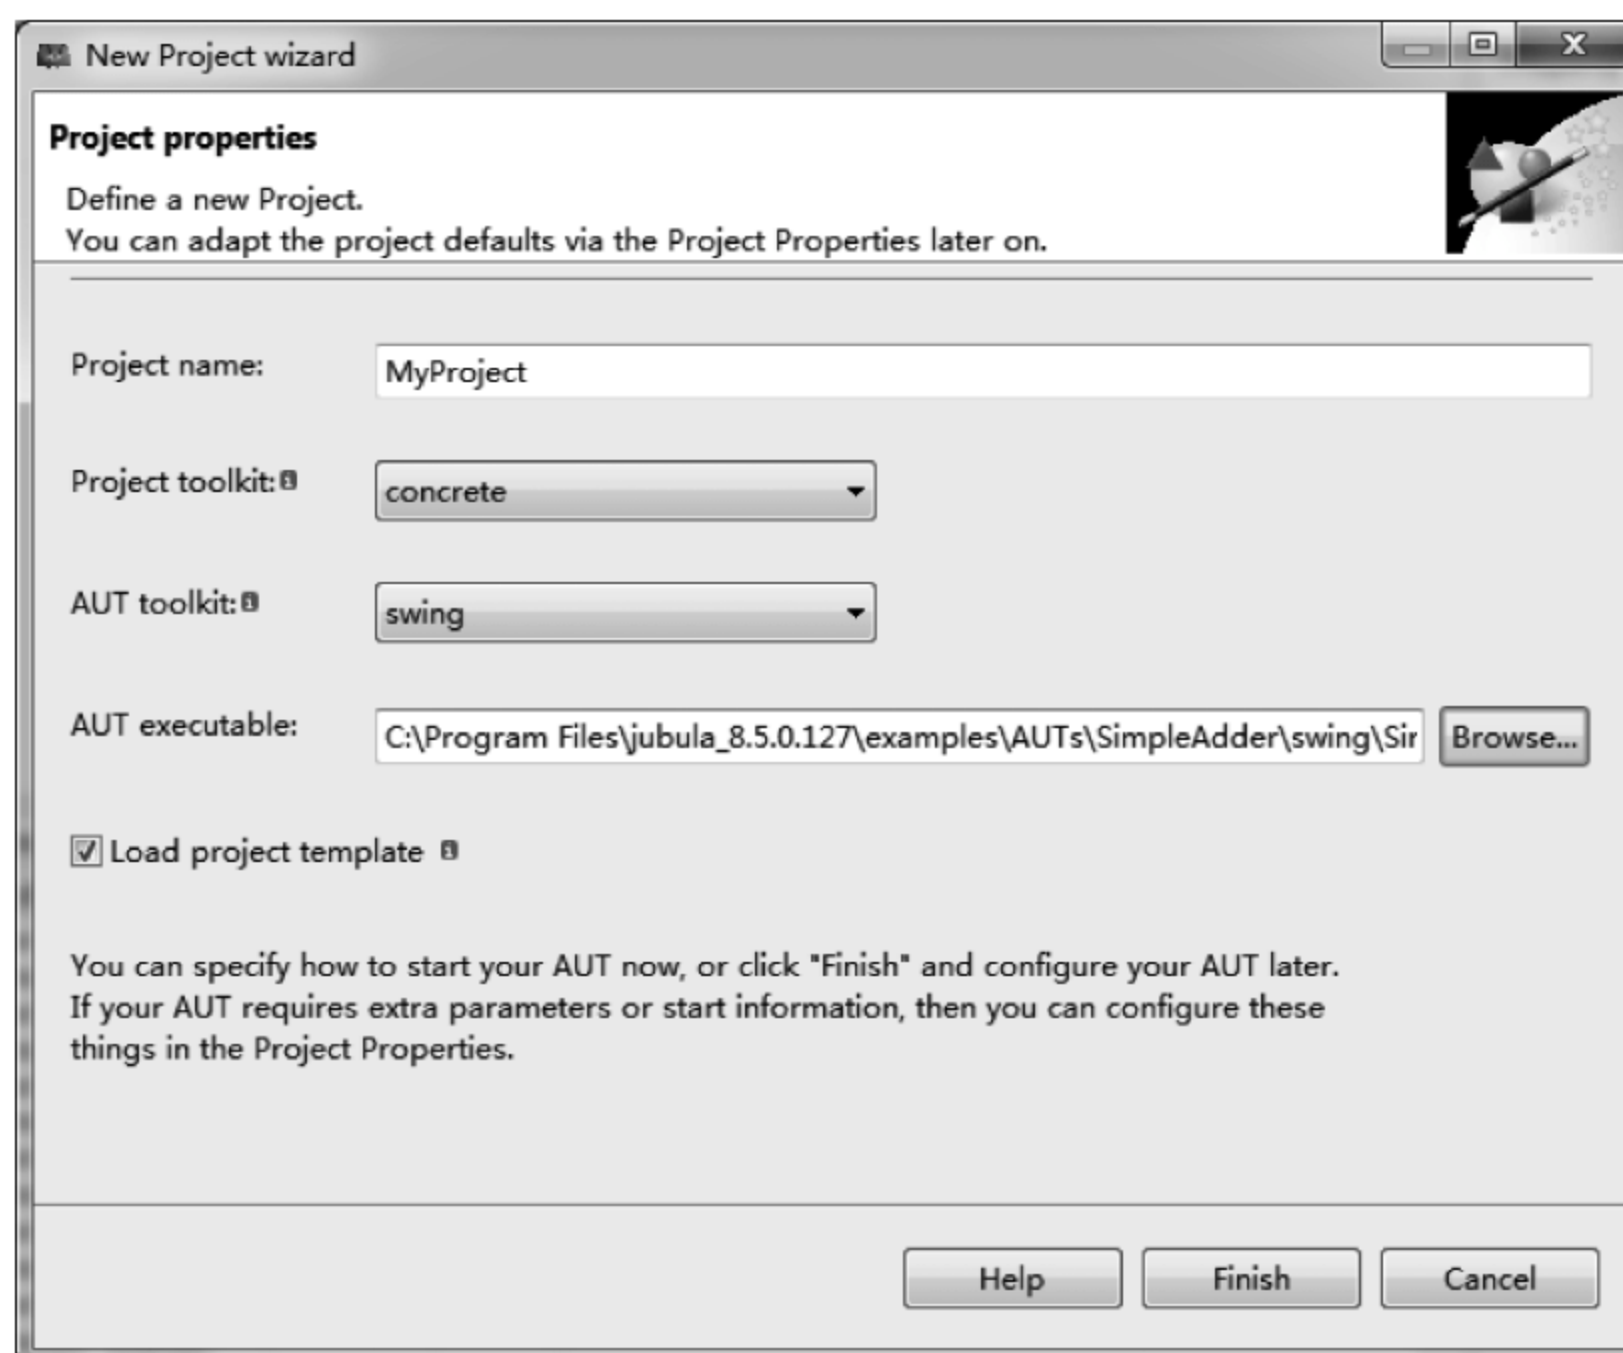 New Project wizard
Project properties
Define a new Project.
You can adapt the project defaults via the Project Properties later on.
Project name:
MyProject
Project toolkit:
concrete
AUT toolkit:
swing
AUT executable:
C:\Program Files\jubula_8.5.0.127\examples\AUTs\SimpleAdder\swing\Sir
Browse...
Load project template
You can specify how to start your AUT now, or click "Finish" and configure your AUT later.
If your AUT requires extra parameters or start information, then you can configure these
things in the Project Properties.
Help
Finish
Cancel